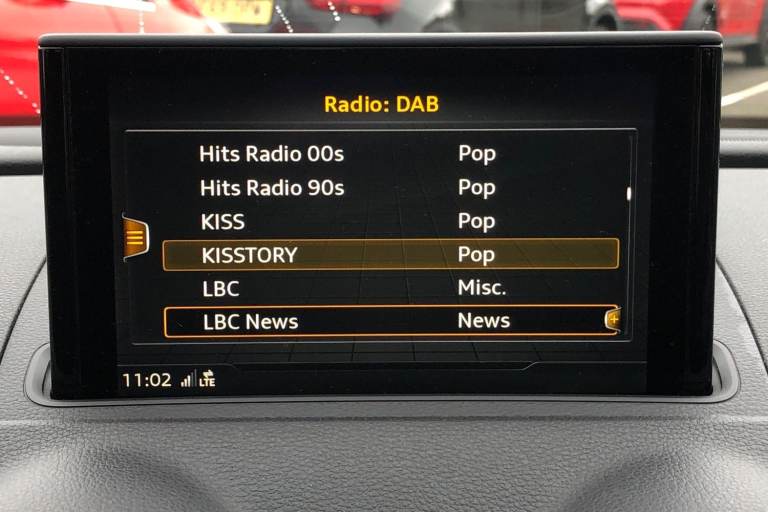 Radio: DAB
Hits Radio 00s Pop
Hits Radio 90s Pop
KISS Pop
KISSTORY Pop
LBC Misc.
LBC News News
11:02 LTE